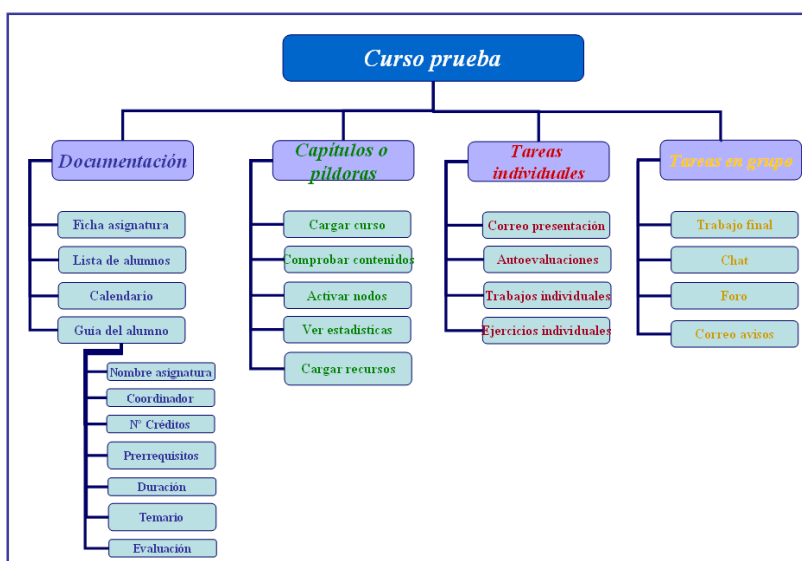 Curso prueba
Documentación
Ficha asignatura
Lista de alumnos
Calendario
Guia del alumno
Nombre asignatura
Coordinador
Nº Créditos
Prerrequisitos
Duración
Temario
Evaluación
Capítulos o
píldoras
Cargar curso
Comprobar contenidos
Activar nodos
Ver estadísticas
Cargar recursos
Tareas
individuales
Correo presentación
Autoevaluaciones
Trabajos individuales
Ejercicios individuales
Tareas en grupo
Trabajo final
Chat
Foro
Correo avisos